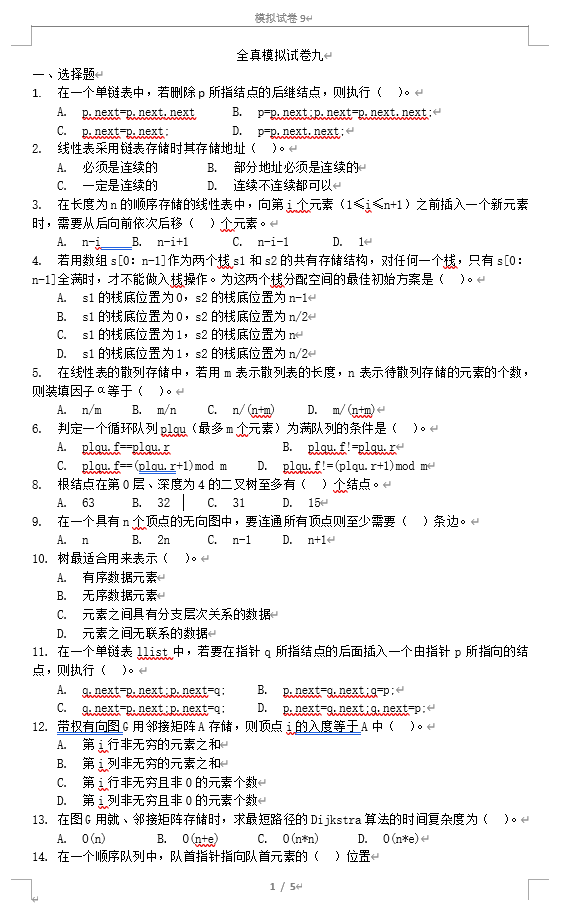 模拟试卷 9
全真模拟试卷九
一、选择题
1. 在一个单链表中，若删除 p 所指结点的后继结点，则执行（ ）。
A. p.next=p.next.next B. p=p.next;p.next=p.next.next;
C. p.next=p.next; D. p=p.next.next;
2. 线性表采用链表存储时其存储地址（ ）。
A. 必须是连续的 B. 部分地址必须是连续的
C. 一定是连续的 D. 连续不连续都可以
3. 在长度为 n 的顺序存储的线性表中，向第 i 个元素（1≤i≤n+1）之前插入一个新元素
时，需要从后向前依次后移（ ）个元素。
A. n-i B. n-i+1 C. n-i-1 D. 1
4. 若用数组 s[0：n-1]作为两个栈 s1 和 s2 的共有存储结构，对任何一个栈，只有 s[0：
n-1]全满时，才不能做入栈操作。为这两个栈分配空间的最佳初始方案是（ ）。
A. s1 的栈底位置为 0，s2 的栈底位置为 n-1
B. s1 的栈底位置为 0，s2 的栈底位置为 n/2
C. s1 的栈底位置为 1，s2 的栈底位置为 n
D. s1 的栈底位置为 1，s2 的栈底位置为 n/2
5. 在线性表的散列存储中，若用 m 表示散列表的长度，n 表示待散列存储的元素的个数，
则装填因子α等于（ ）。
A. n/m B. m/n C. n/(n+m) D. m/(n+m)
6. 判定一个循环队列 plqu（最多 m 个元素）为满队列的条件是（ ）。
A. plqu.f==plqu.r B. plqu.f!=plqu.r
C. plqu.f==(plqu.r+1)mod m D. plqu.f!=(plqu.r+1)mod m
8. 根结点在第 0 层、深度为 4 的二叉树至多有（ ）个结点。
A. 63 B. 32 C. 31 D. 15
9. 在一个具有 n 个顶点的无向图中，要连通所有顶点则至少需要（ ）条边。
A. n B. 2n C. n-1 D. n+1
10. 树最适合用来表示（ ）。
A. 有序数据元素
B. 无序数据元素
C. 元素之间具有分支层次关系的数据
D. 元素之间无联系的数据
11. 在一个单链表 llist 中，若要在指针 q 所指结点的后面插入一个由指针 p 所指向的结
点，则执行（ ）。
A. q.next=p.next;p.next=q; B. p.next=q.next;q=p;
C. q.next=p.next;p.next=q; D. p.next=q.next;q.next=p;
12. 带权有向图 G 用邻接矩阵 A 存储，则顶点 i 的入度等于 A 中（ ）。
A. 第 i 行非无穷的元素之和
B. 第 i 列非无穷的元素之和
C. 第 i 行非无穷且非 0 的元素个数
D. 第 i 列非无穷且非 0 的元素个数
13. 在图 G 用毗、邻接矩阵存储时，求最短路径的 Dijkstra 算法的时间复杂度为（ ）。
A. O(n) B. O(n+e) C. O(n*n) D. O(n*e)
14. 在一个顺序队列中，队首指针指向队首元素的（ ）位置
1 / 5